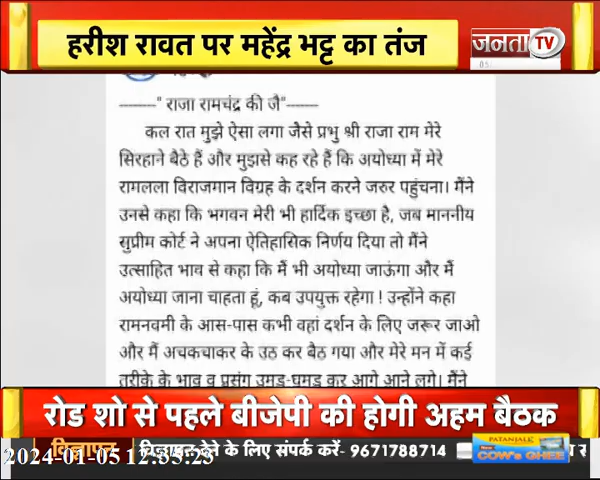 हरीश रावत पर महेंद्र भट्ट का तंज
जनता TV
-------" राजा रामचंद्र की जै"------
कल रात मुझे ऐसा लगा जैसे प्रभु श्री राजा राम मेरे
सिरहाने बैठे हैं और मुझसे कह रहे हैं कि अयोध्या में मेरे
रामलला विराजमान विग्रह के दर्शन करने जरुर पहुंचना। मैंने
उनसे कहा कि भगवन मेरी भी हार्दिक इच्छा है, जब माननीय
सुप्रीम कोर्ट ने अपना ऐतिहासिक निर्णय दिया तो मैंने
उत्साहित भाव से कहा कि मैं भी अयोध्या जाऊंगा और मैं
अयोध्या जाना चाहता हूं, कब उपयुक्त रहेगा ! उन्होंने कहा
रामनवमी के आस-पास कभी वहां दर्शन के लिए जरूर जाओ
और मैं अचकचाकर के उठ कर बैठ गया और मेरे मन में कई
तरीके के भाव व प्रसंग उमड़-घुमड़ कर आगे आने लगे। मैंने
रोड शो से पहले बीजेपी की होगी अहम बैठक
विज्ञापन विज्ञापन देने के लिए संपर्क करें- 9671788714
PATANJALI
COW's GHEE
2024-01-05 12:35:23